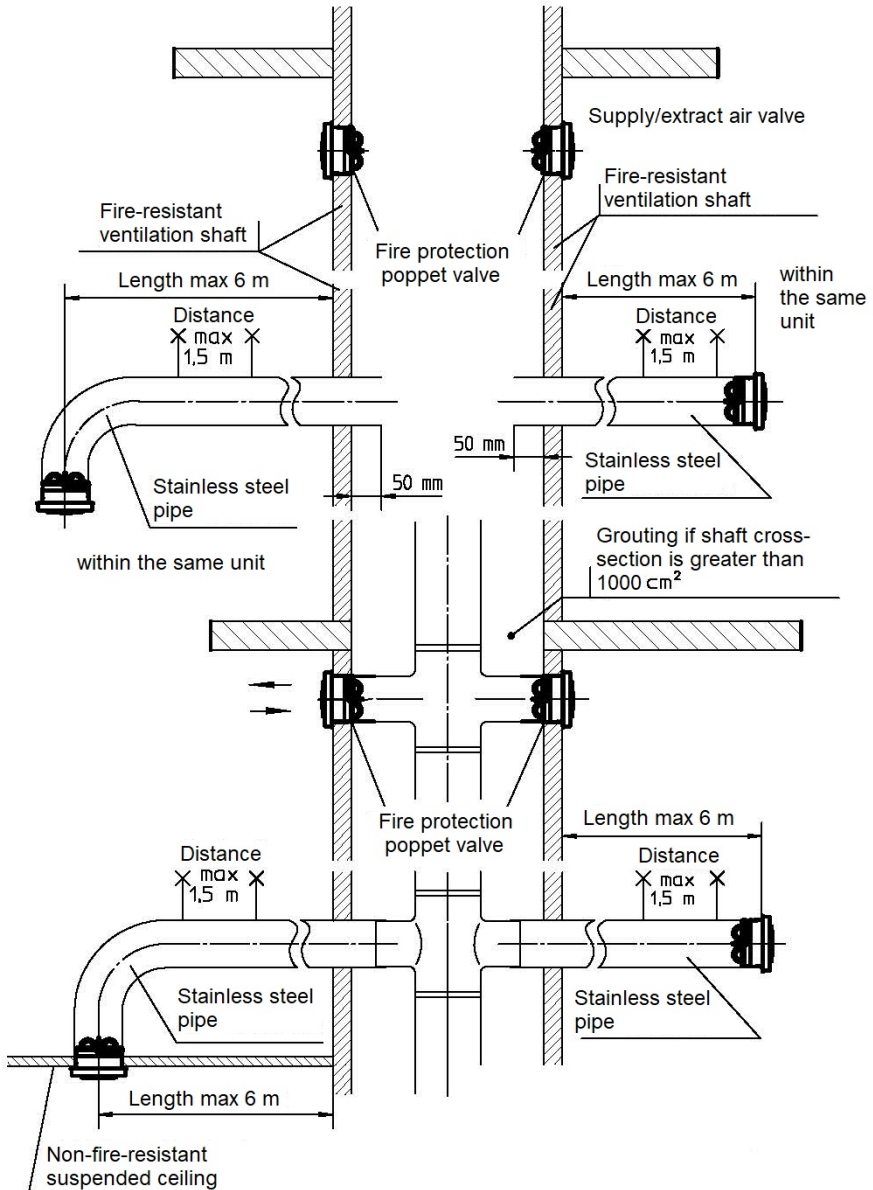 Supply/extract air valve
Fire-resistant
ventilation shaft
Fire-resistant
ventilation shaft
Fire protection
poppet valve
Length max 6 m
Length max 6 m
within
the same
unit
Distance
max
1,5 m
Distance
max
1,5 m
50 mm
50 mm
Stainless steel
pipe
Stainless steel
pipe
within the same unit
Grouting if shaft cross-
section is greater than
1000 cm²
Fire protection
poppet valve
Length max 6 m
Distance
max
1,5 m
Distance
max
1,5 m
Stainless steel
pipe
Stainless steel
pipe
Length max 6 m
Non-fire-resistant
suspended ceiling